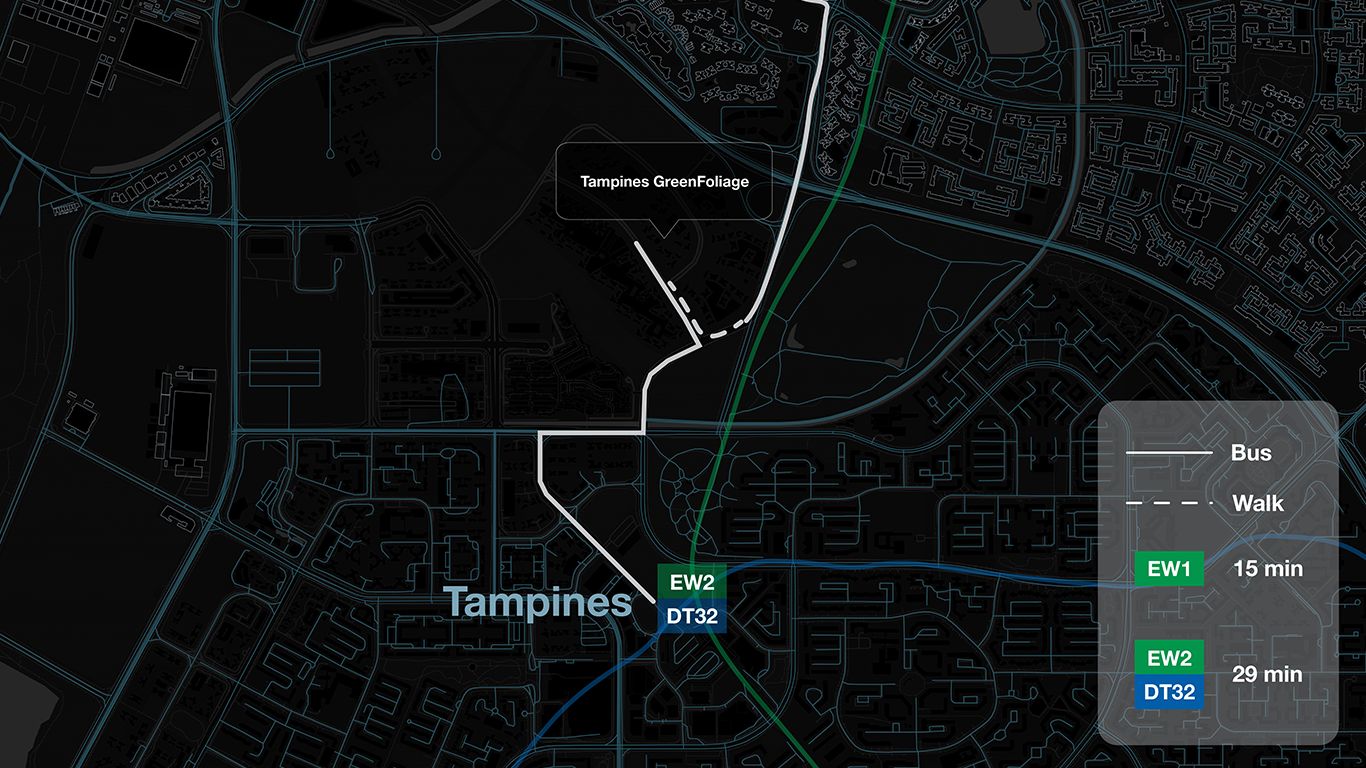 Tampines GreenFoliage
Tampines
EW2
DT32
Bus
Walk
EW1 15 min
EW2
DT32
29 min